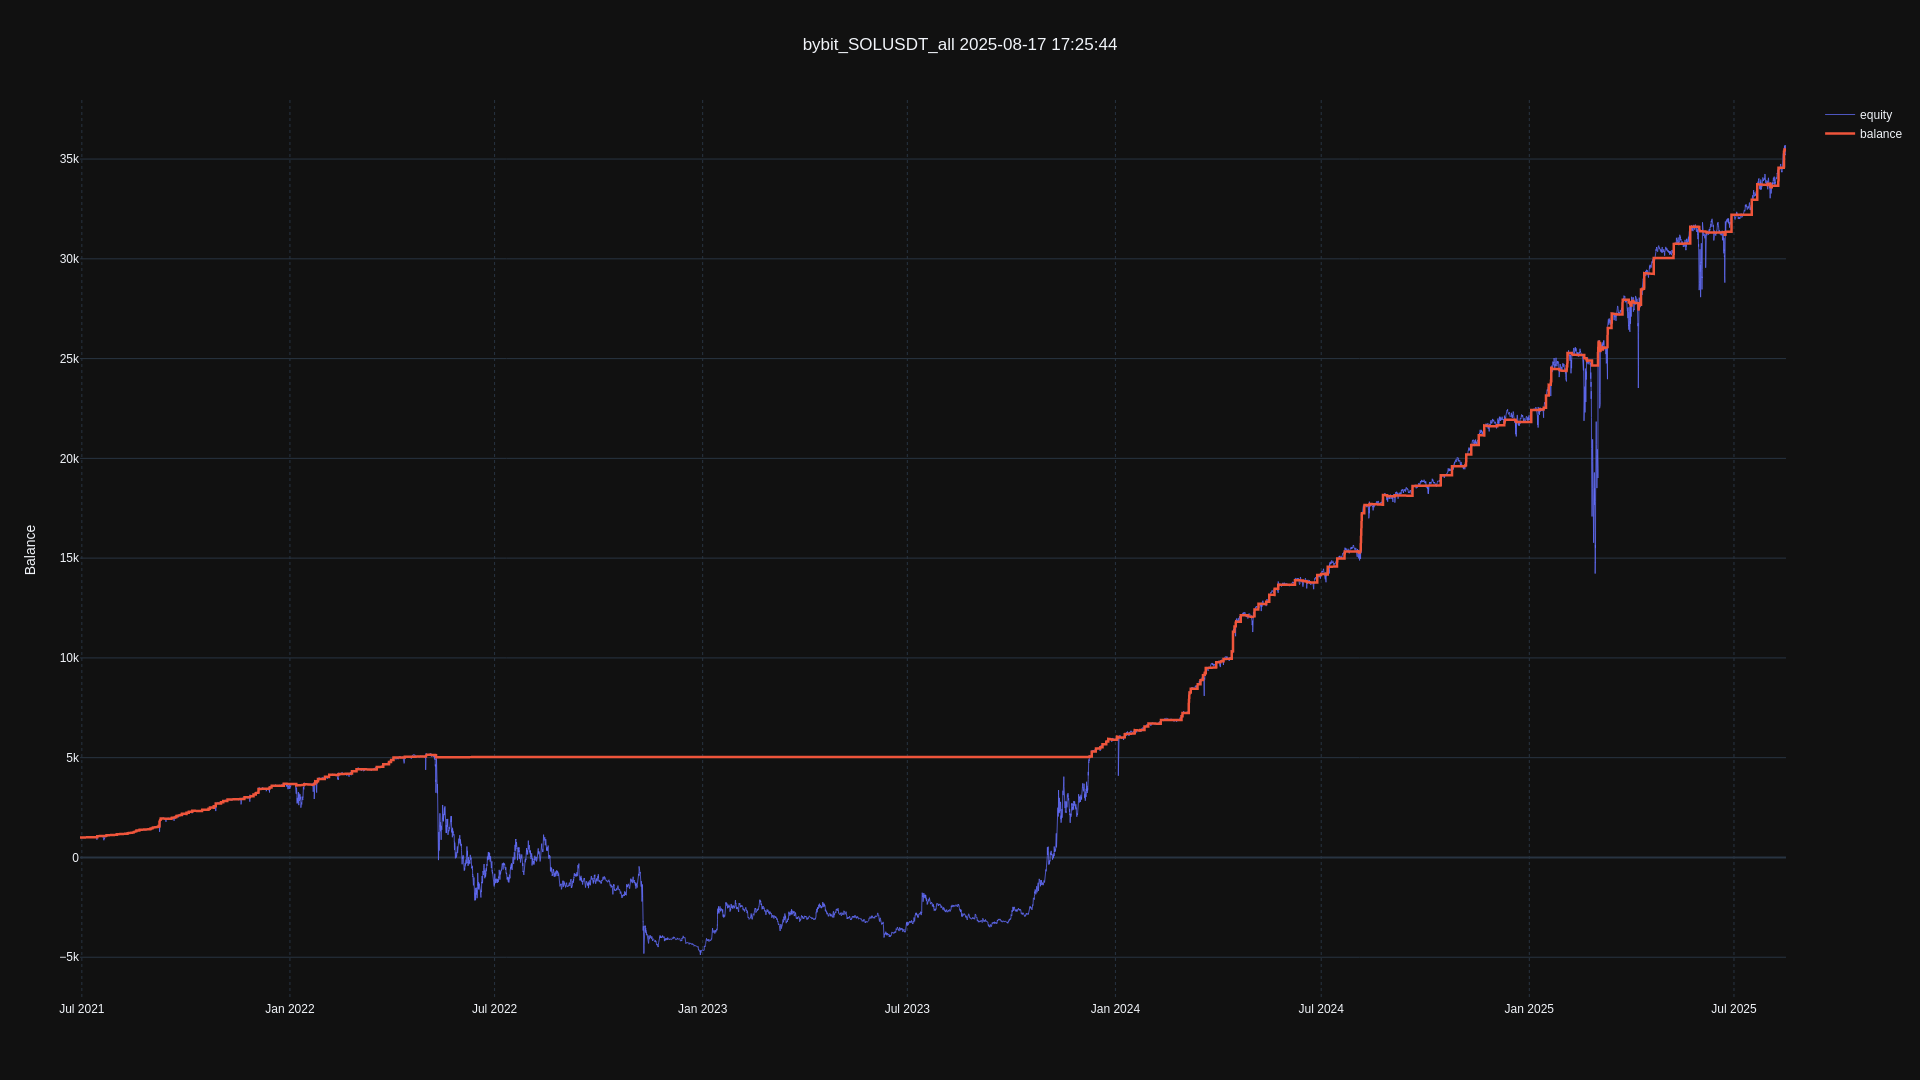 bybit_SOLUSDT_all 2025-08-17 17:25:44
equity
balance
35k
30k
25k
20k
15k
10k
5k
0
−5k
Balance
Jul 2021
Jan 2022
Jul 2022
Jan 2023
Jul 2023
Jan 2024
Jul 2024
Jan 2025
Jul 2025